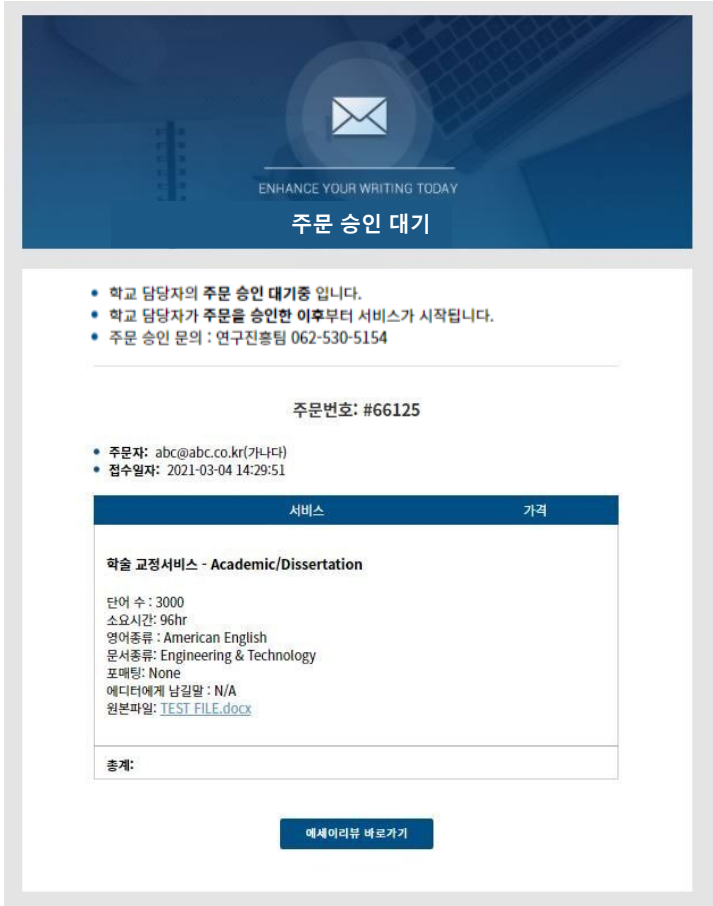 ENHANCE YOUR WRITING TODAY
주문 승인 대기
학교 담당자의 주문 승인 대기중 입니다.
학교 담당자가 주문을 승인한 이후부터 서비스가 시작됩니다.
주문 승인 문의 : 연구진흥팀 062-530-5154
주문번호: #66125
주문자: abc@abc.co.kr(가나다)
접수일자: 2021-03-04 14:29:51
서비스 가격
학술 교정서비스 - Academic/Dissertation
단어 수 : 3000
소요시간: 96hr
영어종류 : American English
문서종류: Engineering & Technology
포매팅: None
에디터에게 남길말 : N/A
원본파일: TEST FILE.docx
총계:
에세이리뷰 바로가기